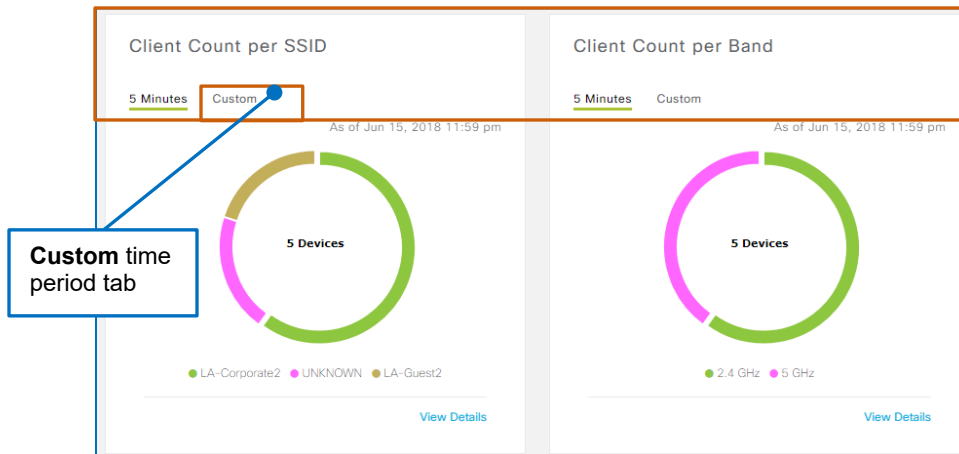 Client Count per SSID
5 Minutes Custom
As of Jun 15, 2018 11:59 pm
5 Devices
LA-Corporate2 UNKNOWN LA-Guest2
View Details
Client Count per Band
5 Minutes Custom
As of Jun 15, 2018 11:59 pm
5 Devices
2.4 GHz 5 GHz
View Details
Custom time
period tab